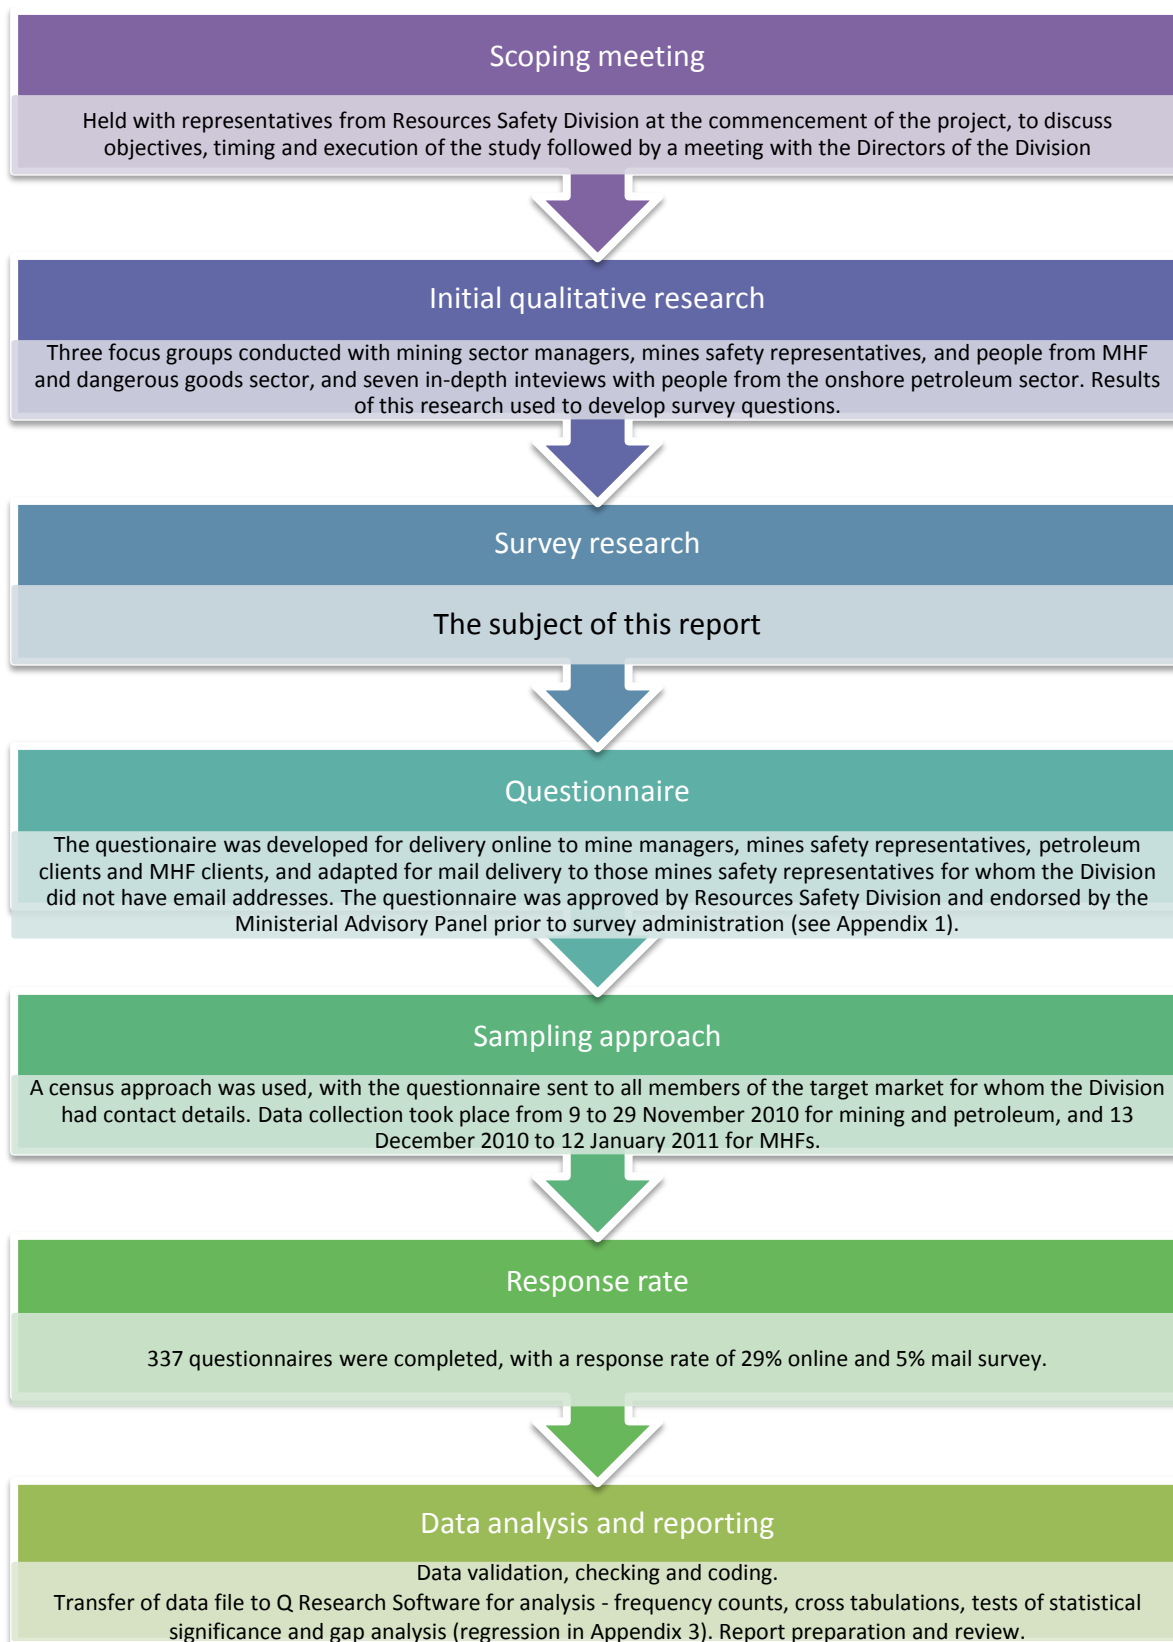 Scoping meeting
Held with representatives from Resources Safety Division at the commencement of the project, to discuss
objectives, timing and execution of the study followed by a meeting with the Directors of the Division
Initial qualitative research
Three focus groups conducted with mining sector managers, mines safety representatives, and people from MHF
and dangerous goods sector, and seven in-depth inteviews with people from the onshore petroleum sector. Results
of this research used to develop survey questions.
Survey research
The subject of this report
Questionnaire
The questionaire was developed for delivery online to mine managers, mines safety representatives, petroleum
clients and MHF clients, and adapted for mail delivery to those mines safety representatives for whom the Division
did not have email addresses. The questionnaire was approved by Resources Safety Division and endorsed by the
Ministerial Advisory Panel prior to survey administration (see Appendix 1).
Sampling approach
A census approach was used, with the questionnaire sent to all members of the target market for whom the Division
had contact details. Data collection took place from 9 to 29 November 2010 for mining and petroleum, and 13
December 2010 to 12 January 2011 for MHFs.
Response rate
337 questionnaires were completed, with a response rate of 29% online and 5% mail survey.
Data analysis and reporting
Data validation, checking and coding.
Transfer of data file to Q Research Software for analysis - frequency counts, cross tabulations, tests of statistical
significance and gap analysis (regression in Appendix 3). Report preparation and review.